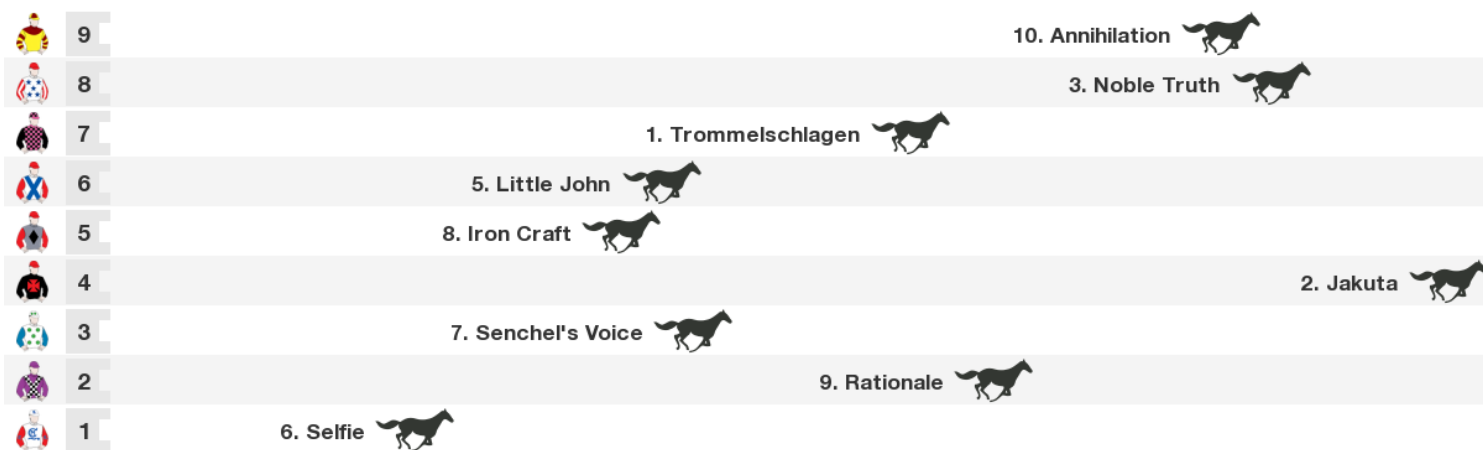 9 10. Annihilation
8 3. Noble Truth
7 1. Trommelschlagen
6 5. Little John
5 8. Iron Craft
4 2. Jakuta
3 7. Senchel's Voice
2 9. Rationale
1 6. Selfie